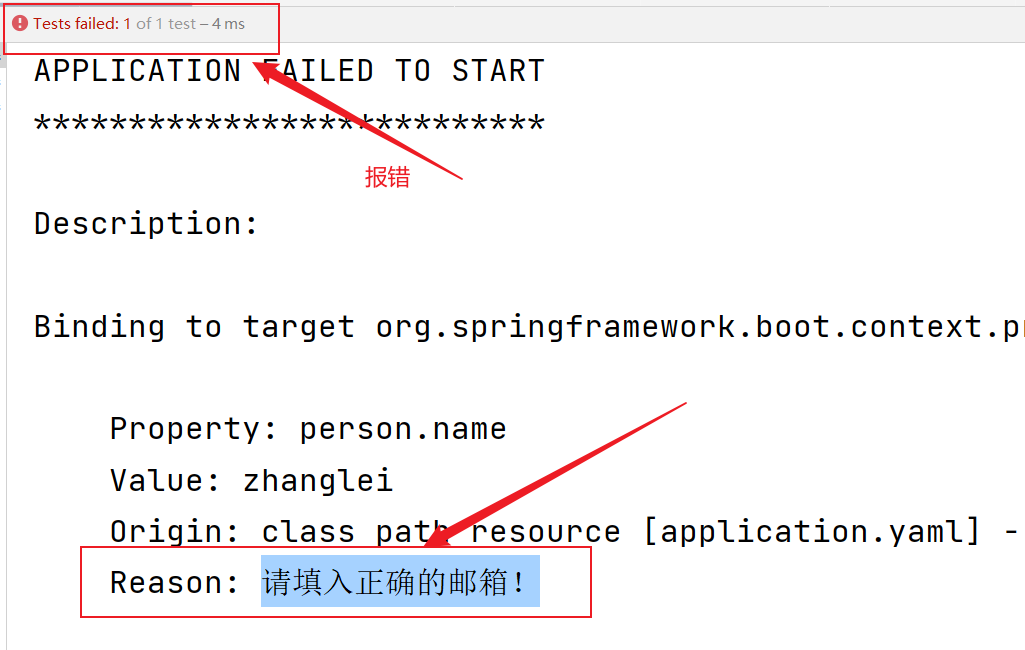 Tests failed: 1 of 1 test – 4 ms
APPLICATION FAILED TO START
***************************
报错
Description:
Binding to target org.springframework.boot.context.pr
Property: person.name
Value: zhanglei
Origin: class path resource [application.yaml] -
Reason: 请填入正确的邮箱！